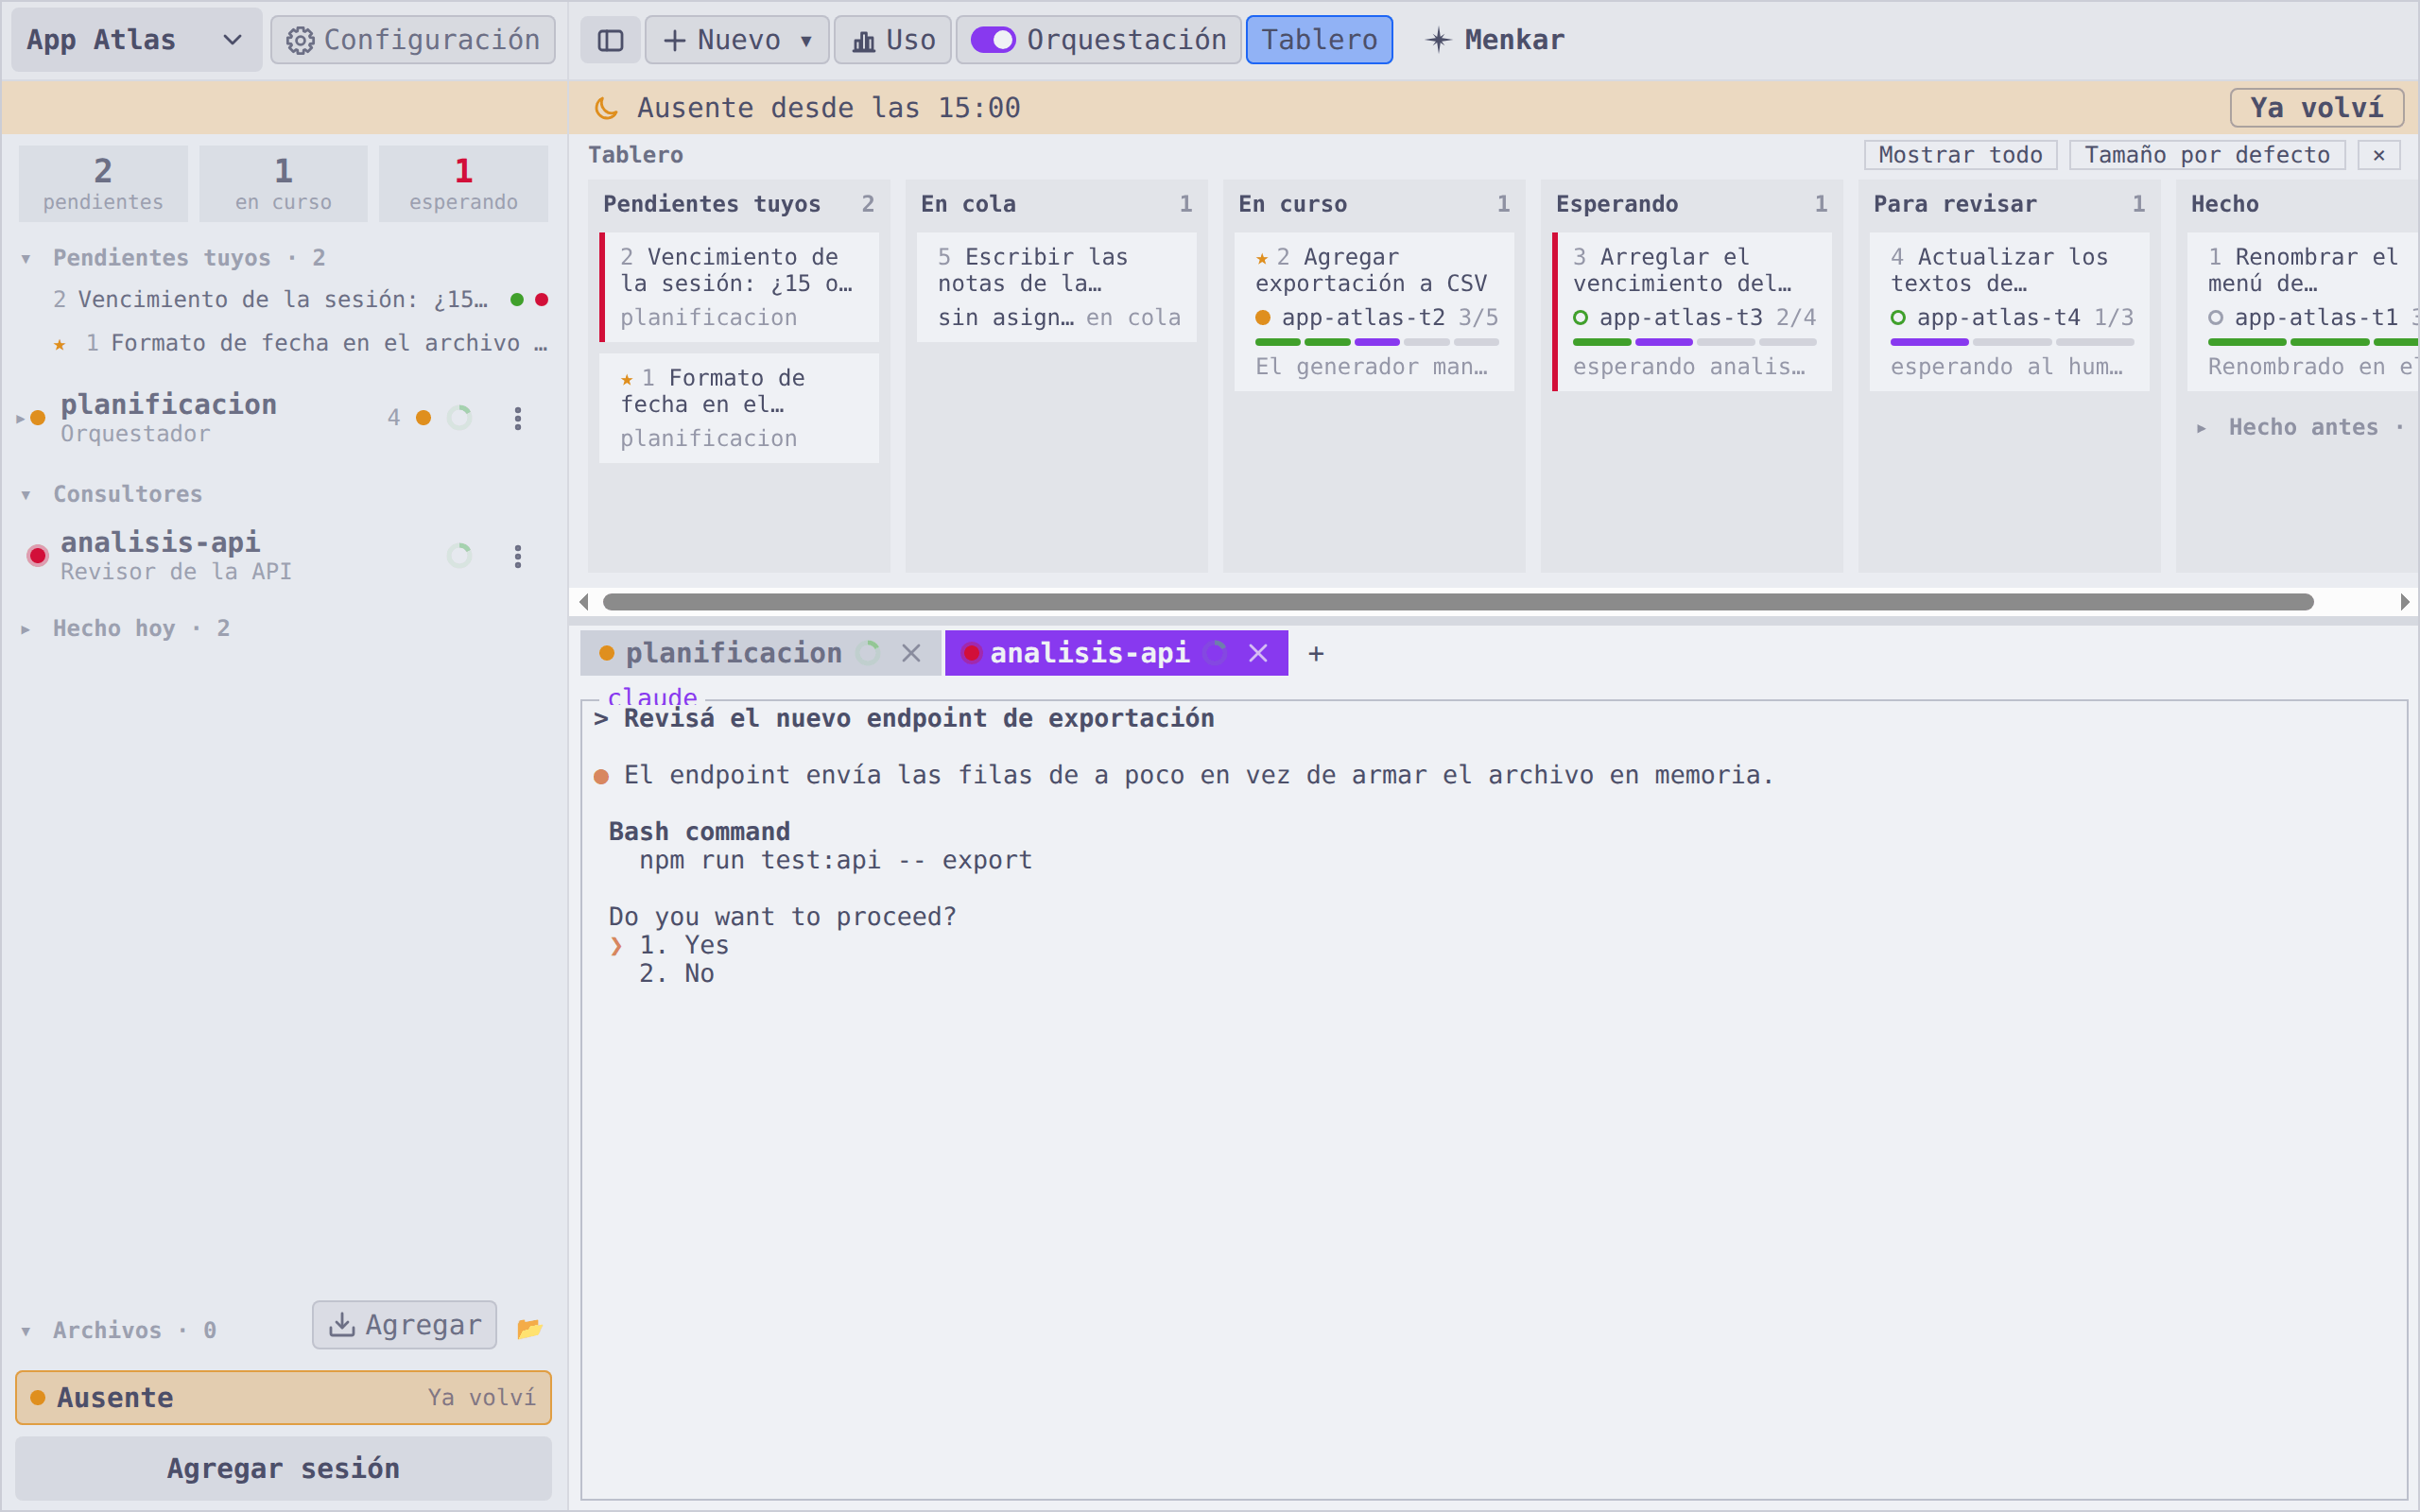 App Atlas
Configuración
Nuevo ▾
Uso
Orquestación
Tablero
Menkar
Ausente desde las 15:00
Ya volví
2
pendientes
1
en curso
1
esperando
▾ Pendientes tuyos · 2
2 Vencimiento de la sesión: ¿15…
★ 1 Formato de fecha en el archivo …
▸ planificacion
Orquestador
4
▾ Consultores
analisis-api
Revisor de la API
▸ Hecho hoy · 2
▾ Archivos · 0
Agregar
Ausente
Ya volví
Agregar sesión
Tablero
Mostrar todo
Tamaño por defecto
×
Pendientes tuyos 2
2 Vencimiento de
la sesión: ¿15 o…
planificacion
★ 1 Formato de
fecha en el…
planificacion
En cola 1
5 Escribir las
notas de la…
sin asign… en cola
En curso 1
★ 2 Agregar
exportación a CSV
app-atlas-t2 3/5
El generador man…
Esperando 1
3 Arreglar el
vencimiento del…
app-atlas-t3 2/4
esperando analis…
Para revisar 1
4 Actualizar los
textos de…
app-atlas-t4 1/3
esperando al hum…
Hecho
1 Renombrar el
menú de…
app-atlas-t1
Renombrado en el
▸ Hecho antes ·
planificacion
analisis-api
+
claude
> Revisá el nuevo endpoint de exportación
● El endpoint envía las filas de a poco en vez de armar el archivo en memoria.
Bash command
npm run test:api -- export
Do you want to proceed?
❯ 1. Yes
2. No